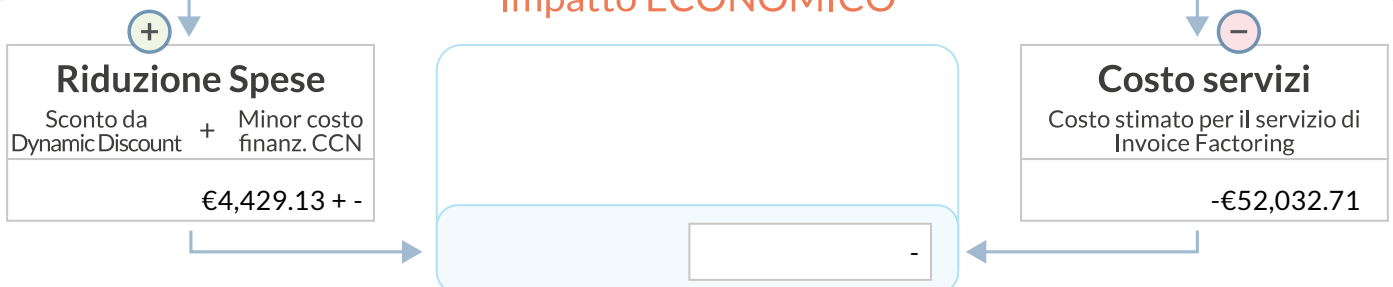 Impatto ECONOMICO
+
−
Riduzione Spese
Sconto da
Dynamic Discount
+
Minor costo
finanz. CCN
€4,429.13 + -
Costo servizi
Costo stimato per il servizio di
Invoice Factoring
-€52,032.71
-